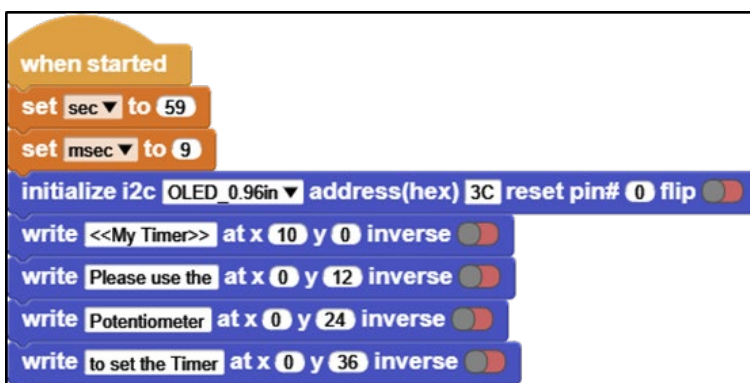 when started
set sec ▼ to 59
set msec ▼ to 9
initialize i2c OLED_0.96in ▼ address(hex) 3C reset pin# 0 flip
write <<My Timer>> at x 10 y 0 inverse
write Please use the at x 0 y 12 inverse
write Potentiometer at x 0 y 24 inverse
write to set the Timer at x 0 y 36 inverse